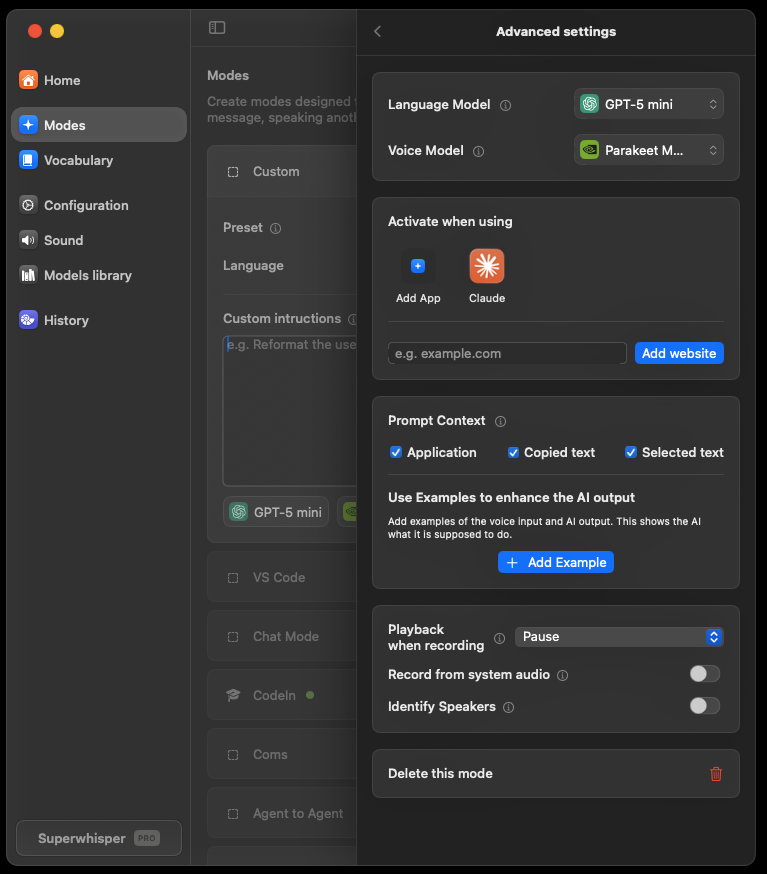 Home
Modes
Vocabulary
Configuration
Sound
Models library
History
Superwhisper PRO
Modes
Create modes designed
message, speaking anot
Custom
Preset
Language
Custom intructions
e.g. Reformat the use
GPT-5 mini
VS Code
Chat Mode
CodeIn
Coms
Agent to Agent
Advanced settings
Language Model
GPT-5 mini
Voice Model
Parakeet M...
Activate when using
Add App
Claude
e.g. example.com
Add website
Prompt Context
Application
Copied text
Selected text
Use Examples to enhance the AI output
Add examples of the voice input and AI output. This shows the AI
what it is supposed to do.
Add Example
Playback
when recording
Pause
Record from system audio
Identify Speakers
Delete this mode